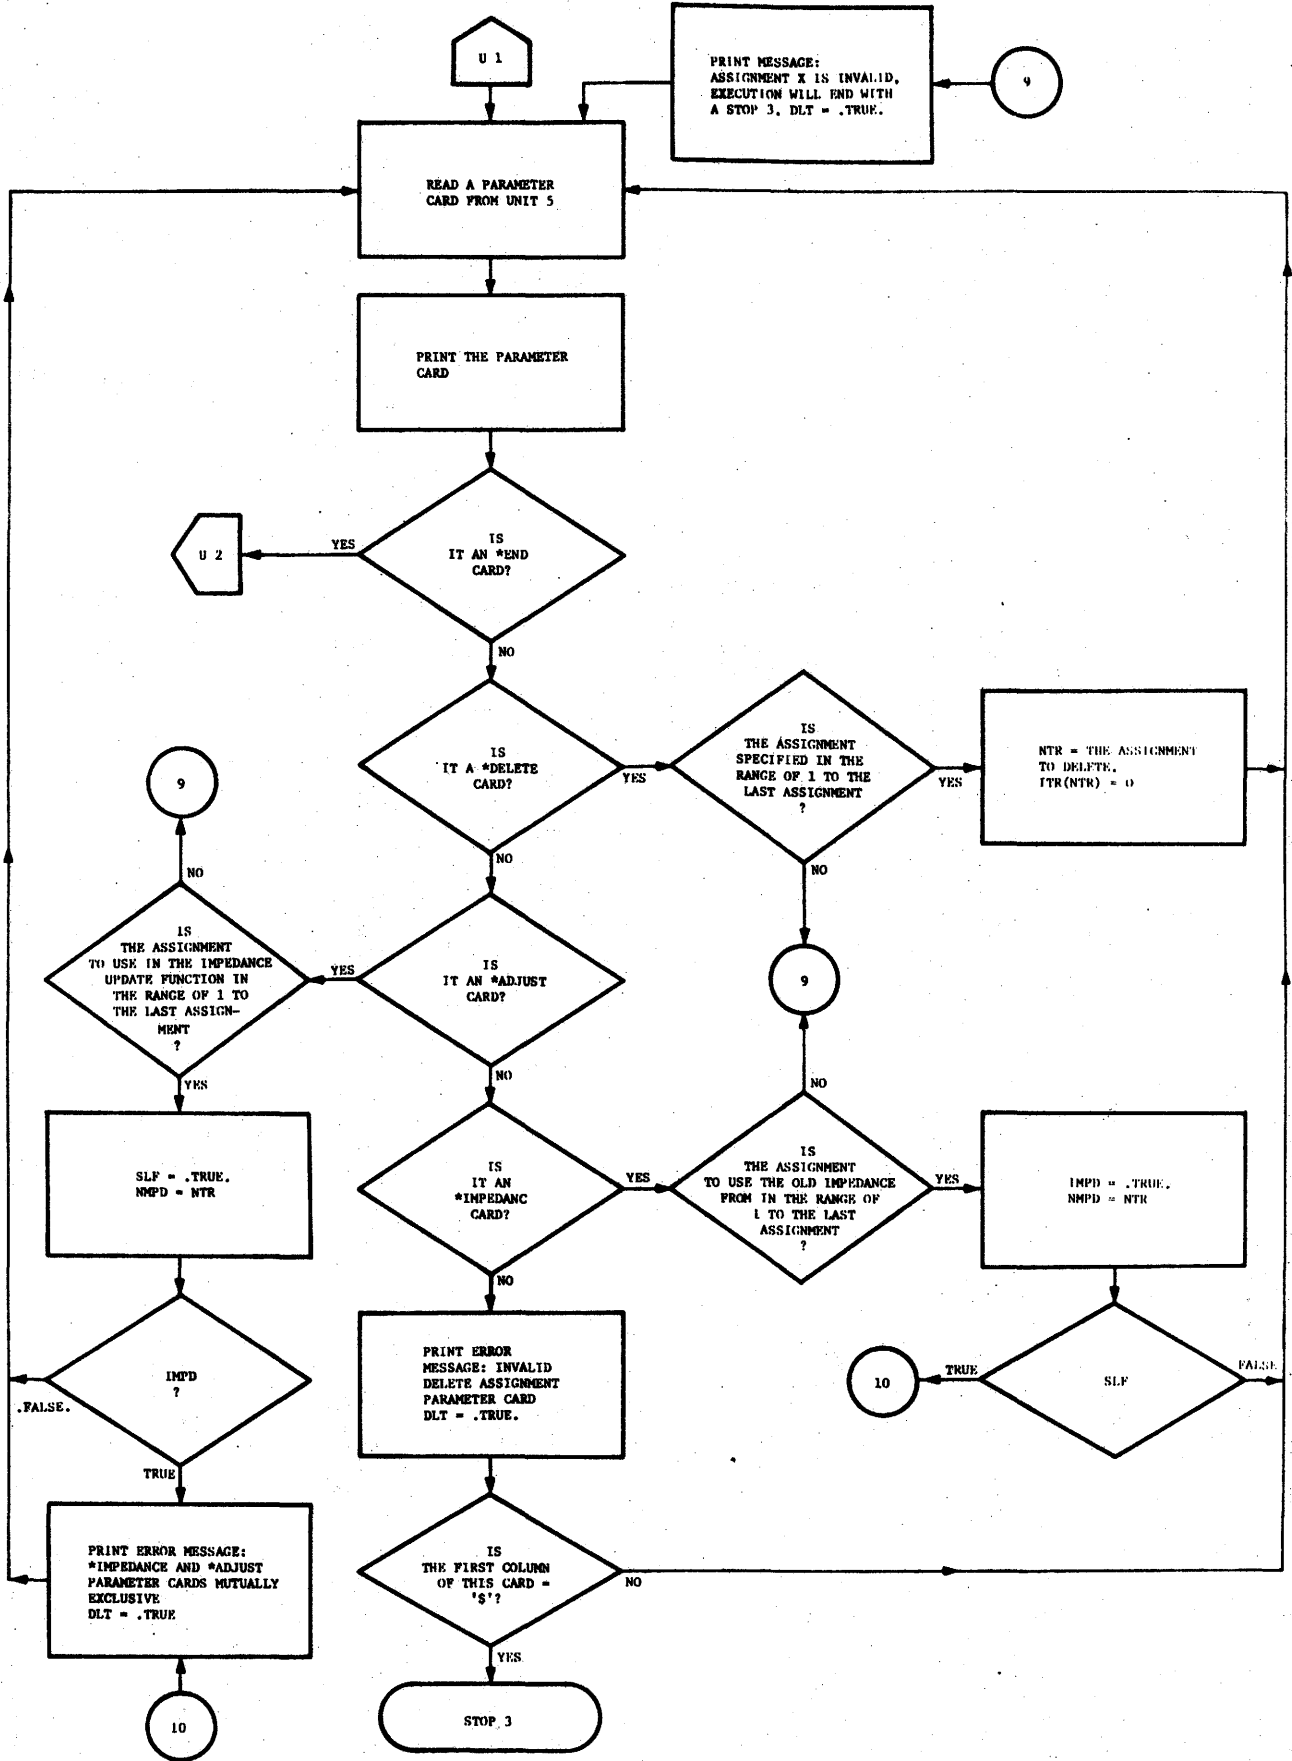 U 1
PRINT MESSAGE:
ASSIGNMENT X IS INVALID,
EXECUTION WILL END WITH
A STOP 3. DLT = .TRUE.
9
READ A PARAMETER
CARD FROM UNIT 5
PRINT THE PARAMETER
CARD
IS
IT AN *END
CARD?
YES
U 2
NO
IS
IT A *DELETE
CARD?
YES
IS
THE ASSIGNMENT
SPECIFIED IN THE
RANGE OF 1 TO THE
LAST ASSIGNMENT
?
YES
NTR = THE ASSIGNMENT
TO DELETE.
ITR(NTR) = 0
NO
9
NO
9
NO
IS
THE ASSIGNMENT
TO USE IN THE IMPEDANCE
UPDATE FUNCTION IN
THE RANGE OF 1 TO
THE LAST ASSIGN-
MENT
?
YES
IS
IT AN *ADJUST
CARD?
YES
NO
SLF = .TRUE.
NMPD = NTR
IS
IT AN
*IMPEDANC
CARD?
YES
NO
IS
THE ASSIGNMENT
TO USE THE OLD IMPEDANCE
FROM IN THE RANGE OF
1 TO THE LAST
ASSIGNMENT
?
YES
IMPD = .TRUE.
NMPD = NTR
NO
IMPD
?
.FALSE.
TRUE
PRINT ERROR
MESSAGE: INVALID
DELETE ASSIGNMENT
PARAMETER CARD
DLT = .TRUE.
10
TRUE
SLF
FALSE
PRINT ERROR MESSAGE:
*IMPEDANCE AND *ADJUST
PARAMETER CARDS MUTUALLY
EXCLUSIVE
DLT = .TRUE
IS
THE FIRST COLUMN
OF THIS CARD =
'$'?
NO
YES
10
STOP 3